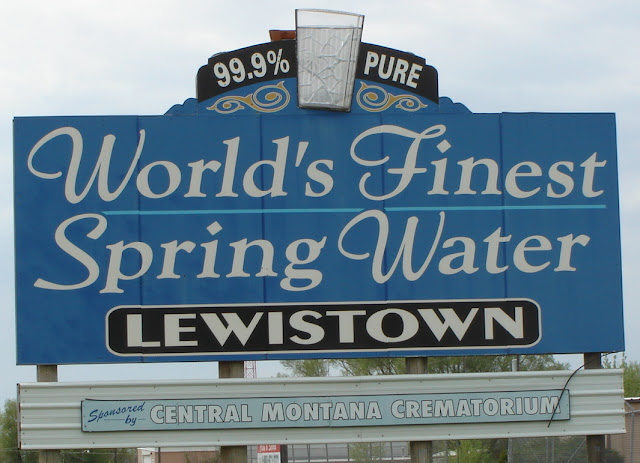 99.9% PURE
World's Finest
Spring Water
LEWISTOWN
Sponsored by CENTRAL MONTANA CREMATORIUM